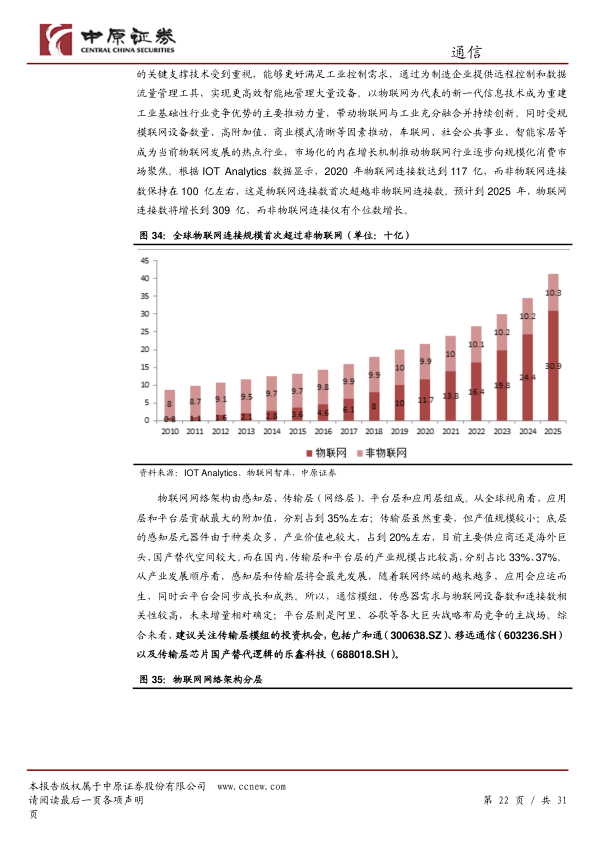 中原证券
CENTRAL CHINA SECURITIES
通信
的关键支撑技术受到重视，能够更好满足工业控制需求，通过为制造企业提供远程控制和数据
流量管理工具，实现更高效智能地管理大量设备。以物联网为代表的新一代信息技术成为重建
工业基础性行业竞争优势的主要推动力量，带动物联网与工业充分融合并持续创新。同时受规
模联网设备数量、高附加值、商业模式清晰等因素推动，车联网、社会公共事业、智能家居等
成为当前物联网发展的热点行业，市场化的内在增长机制推动物联网行业逐步向规模化消费市
场聚焦。根据 IOT Analytics 数据显示，2020 年物联网连接数达到 117 亿，而非物联网连接
数保持在 100 亿左右，这是物联网连接数首次超越非物联网连接数。预计到 2025 年，物联网
连接数将增长到 309 亿，而非物联网连接仅有个位数增长。
图 34：全球物联网连接规模首次超过非物联网（单位：十亿）
45
40
35
30
25
20
15
10
5
0
8 8.7 9.1 9.5 9.7 9.7 9.8 9.9 9.9 10 9.9 10 10.1 10.2 10.2 10.3
0.8 1.1 1.6 2.1 2.8 3.6 4.6 6.1 8 10 11.7 13.8 16.4 19.8 24.4 30.9
2010 2011 2012 2013 2014 2015 2016 2017 2018 2019 2020 2021 2022 2023 2024 2025
物联网 非物联网
资料来源：IOT Analytics、物联网智库，中原证券
物联网网络架构由感知层、传输层（网络层）、平台层和应用层组成。从全球视角看，应用
层和平台层贡献最大的附加值，分别占到 35%左右；传输层虽然重要，但产值规模较小；底层
的感知层元器件由于种类众多，产业价值也较大，占到 20%左右，目前主要供应商还是海外巨
头，国产替代空间较大。而在国内，传输层和平台层的产业规模占比较高，分别占比 33%、37%。
从产业发展顺序看，感知层和传输层将会最先发展，随着联网终端的越来越多，应用会应运而
生，同时云平台会同步成长和成熟。所以，通信模组、传感器需求与物联网设备数和连接数相
关性较高，未来增量相对确定；平台层则是阿里、谷歌等各大巨头战略布局竞争的主战场。综
合来看，建议关注传输层模组的投资机会，包括广和通（300638.SZ）、移远通信（603236.SH）
以及传输层芯片国产替代逻辑的乐鑫科技（688018.SH）。
图 35：物联网网络架构分层
本报告版权属于中原证券股份有限公司 www.ccnew.com
请阅读最后一页各项声明 第 22 页 / 共 31
页